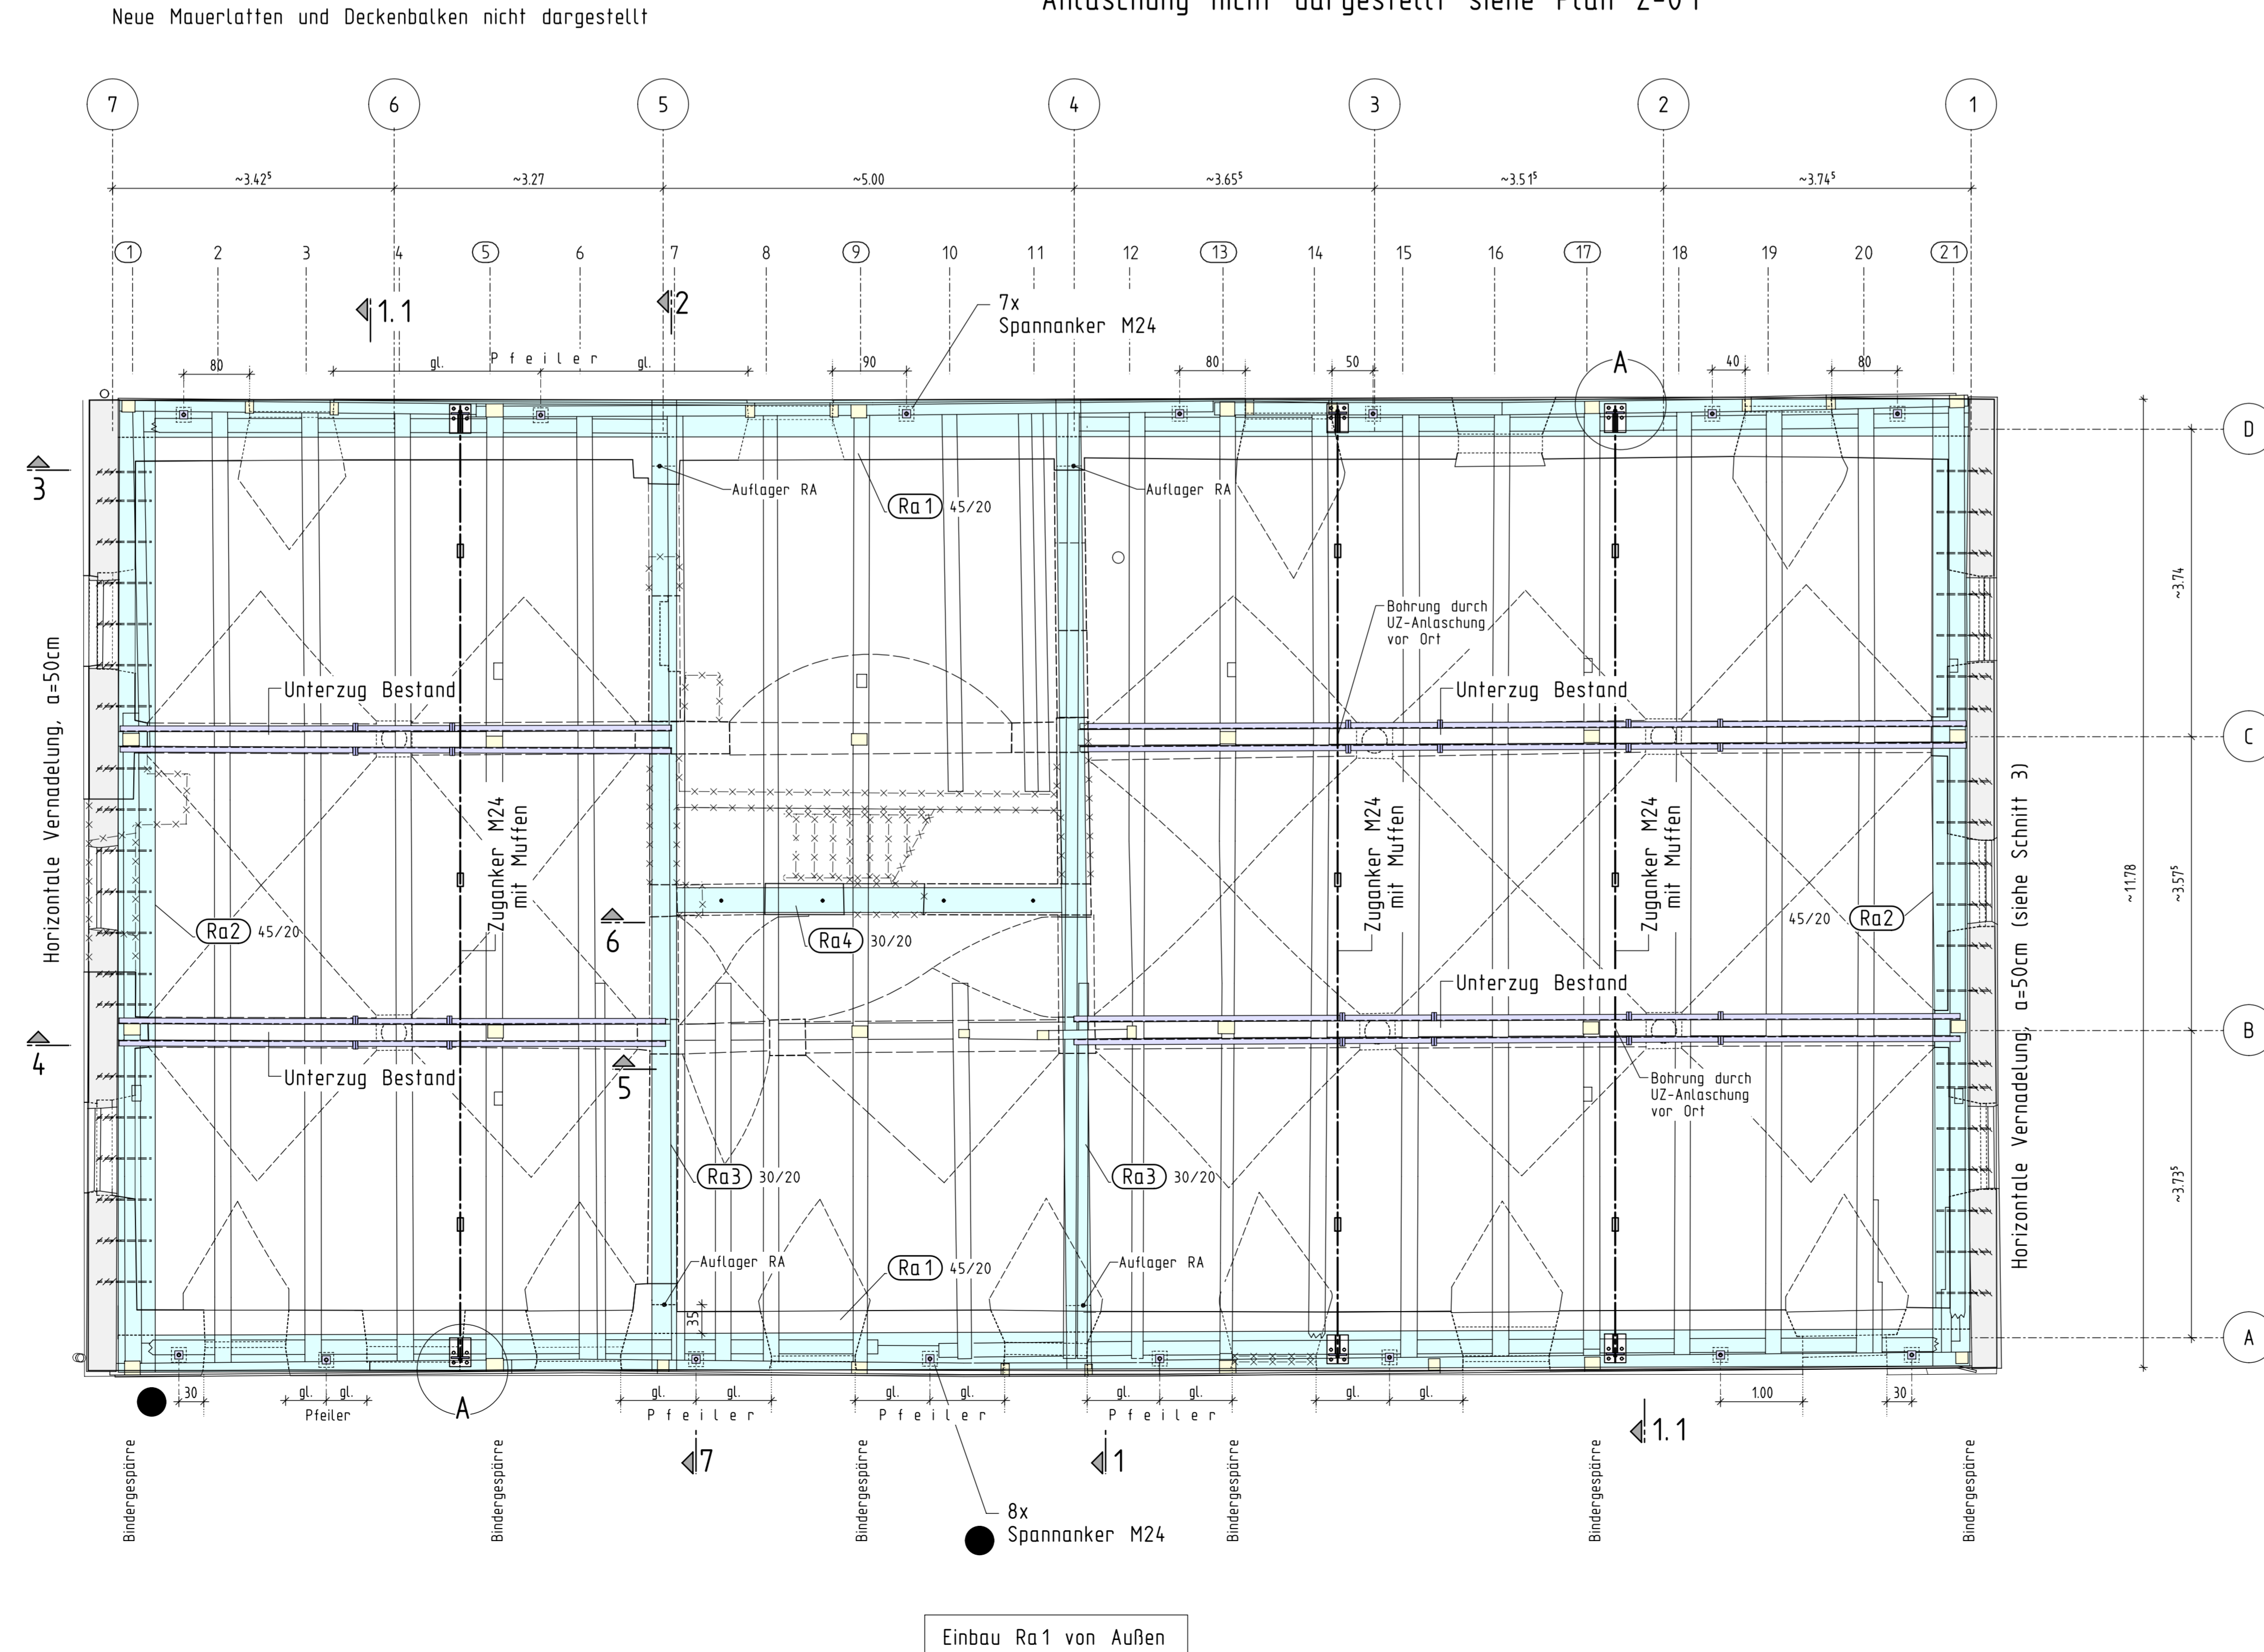 Neue Mauerlatten und Deckenbalken nicht dargestellt
Anlaschung nicht dargestellt siehe Plan Z-01
7 6 5 4 3 2 1
~3.42⁵ ~3.27 ~5.00 ~3.65⁵ ~3.51⁵ ~3.74⁵
1 2 3 4 5 6 7 8 9 10 11 12 13 14 15 16 17 18 19 20 21
1.1
2
7x
Spannanker M24
80 gl. Pfeiler gl. 90 80 50 40 80
A
D
3
Auflager RA
Auflager RA
Ra1 45/20
~3.74
Bohrung durch
UZ-Anlaschung
vor Ort
Horizontale Vernadelung, a=50cm
Unterzug Bestand
Unterzug Bestand
C
Zuganker M24
mit Muffen
Zuganker M24
mit Muffen
Zuganker M24
mit Muffen
Horizontale Vernadelung, a=50cm (siehe Schnitt 3)
~11.78
~3.57⁵
Ra2 45/20
6
Ra4 30/20
45/20 Ra2
Unterzug Bestand
B
4
5
Unterzug Bestand
Bohrung durch
UZ-Anlaschung
vor Ort
Ra3 30/20
Ra3 30/20
~3.73⁵
Auflager RA
Auflager RA
Ra1 45/20
35
A
30 gl. gl. gl. gl. gl. gl. gl. gl. gl. gl. 1.00 30
Pfeiler
A
Pfeiler
Pfeiler
Pfeiler
7
1
1.1
Bindergespärre
Bindergespärre
Bindergespärre
Bindergespärre
Bindergespärre
Bindergespärre
8x
Spannanker M24
Einbau Ra1 von Außen